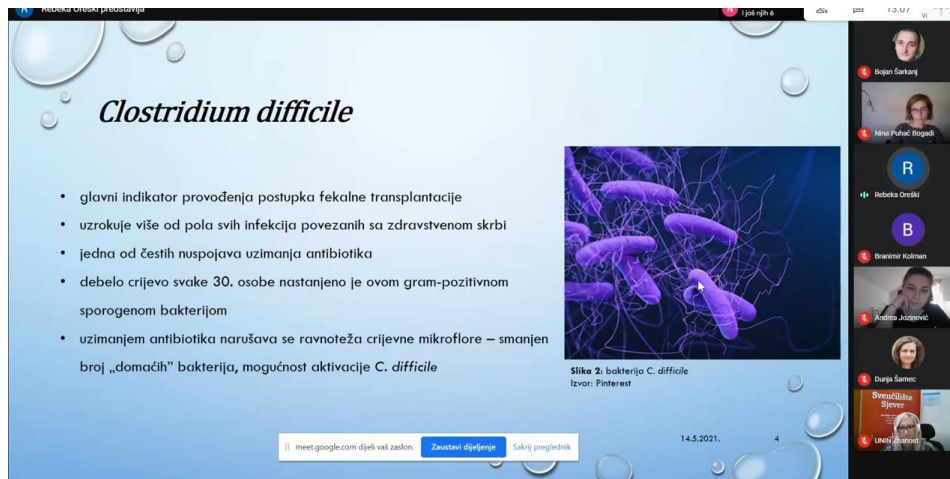 R Rebeka Oreški predstavlja
N i još njih 6
13:07
VI
Clostridium difficile
• glavni indikator provođenja postupka fekalne transplantacije
• uzrokuje više od pola svih infekcija povezanih sa zdravstvenom skrbi
• jedna od čestih nuspojava uzimanja antibiotika
• debelo crijevo svake 30. osobe nastanjeno je ovom gram-pozitivnom
sporogenom bakterijom
• uzimanjem antibiotika narušava se ravnoteža crijevne mikroflore – smanjen
broj „domaćih” bakterija, mogućnost aktivacije C. difficile
Slika 2: bakterija C. difficile
Izvor: Pinterest
14.5.2021.
4
meet.google.com dijeli vaš zaslon.
Zaustavi dijeljenje
Sakrij preglednik
Bojan Šarkanj
Nina Puhač Bogadi
R
Rebeka Oreški
B
Branimir Kolman
Andrea Jozinović
Dunja Šamec
Sveučilište
Sjever
UNIN Znanost